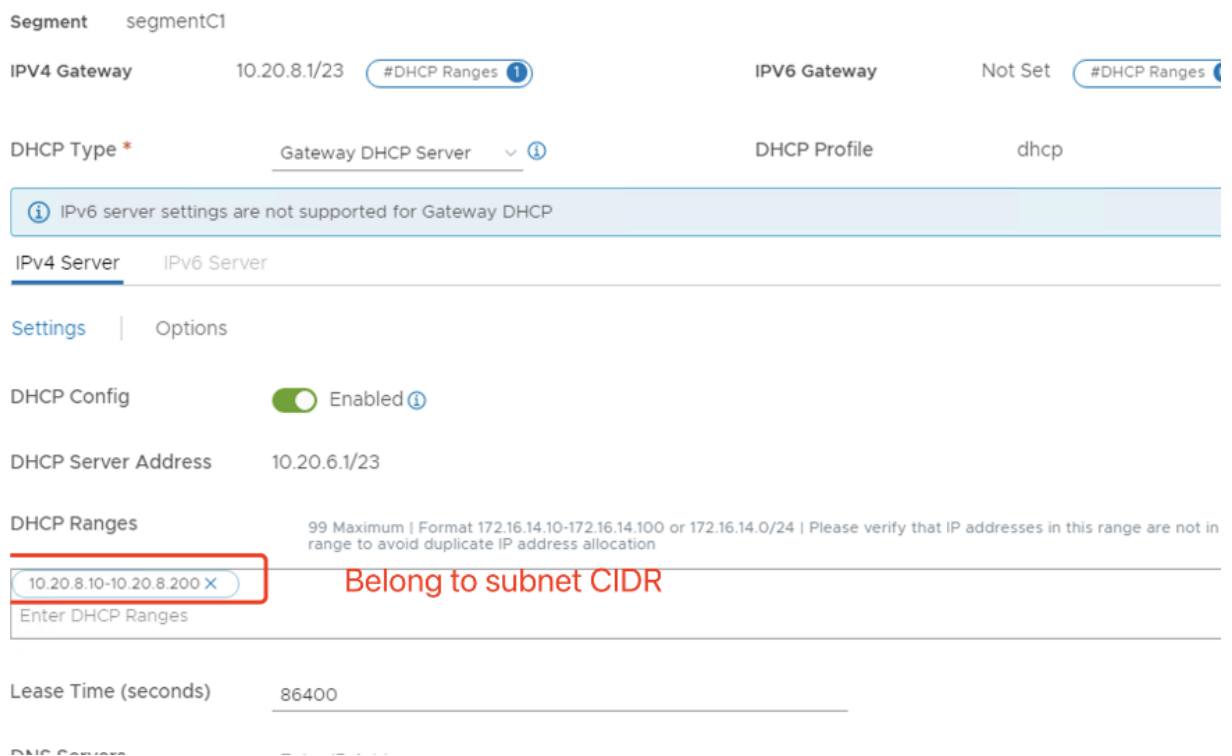 Segment segmentC1
IPV4 Gateway 10.20.8.1/23 #DHCP Ranges 1 IPV6 Gateway Not Set #DHCP Ranges
DHCP Type * Gateway DHCP Server DHCP Profile dhcp
IPv6 server settings are not supported for Gateway DHCP
IPv4 Server IPv6 Server
Settings Options
DHCP Config Enabled
DHCP Server Address 10.20.6.1/23
DHCP Ranges 99 Maximum | Format 172.16.14.10-172.16.14.100 or 172.16.14.0/24 | Please verify that IP addresses in this range are not in
range to avoid duplicate IP address allocation
10.20.8.10-10.20.8.200 Belong to subnet CIDR
Enter DHCP Ranges
Lease Time (seconds) 86400
DNS Servers